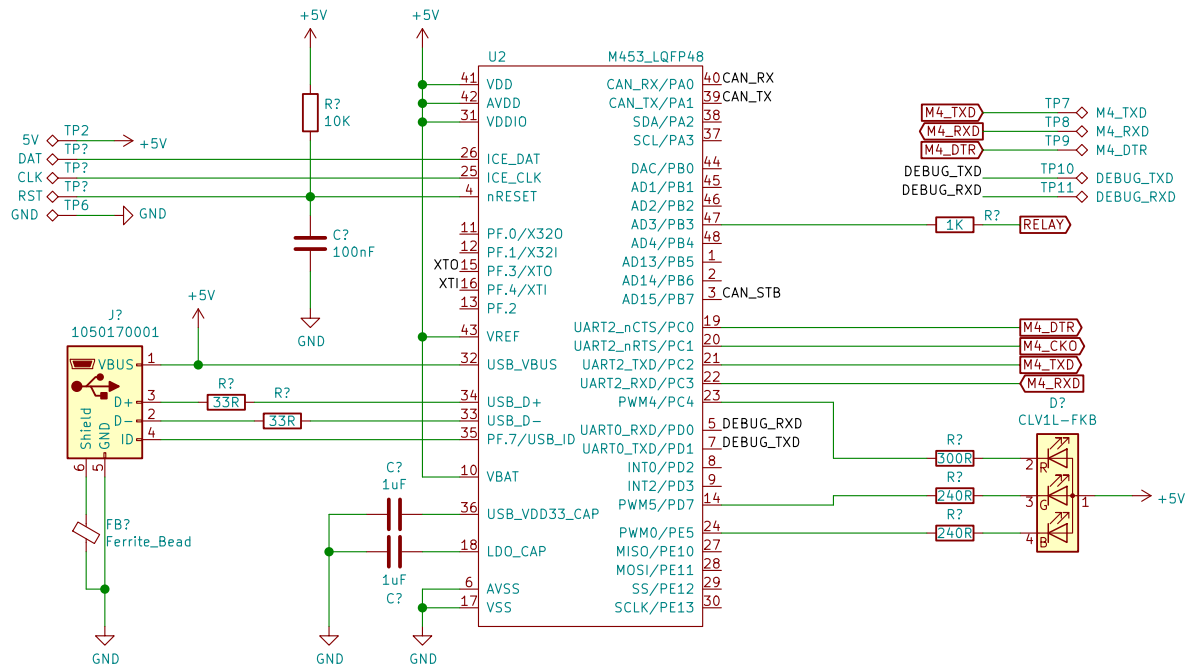 +5V
+5V
R?
10K
TP2
5V
+5V
TP?
DAT
TP?
CLK
TP?
RST
TP6
GND
GND
C?
100nF
GND
+5V
J?
1050170001
VBUS 1
D+ 3
D- 2
ID 4
Shield
GND
6 5
R?
33R
R?
33R
FB?
Ferrite_Bead
GND
C?
1uF
1uF
C?
GND
GND
U2
M453_LQFP48
41 VDD
42 AVDD
31 VDDIO
26 ICE_DAT
25 ICE_CLK
4 nRESET
11 PF.0/X32O
12 PF.1/X32I
XTO 15 PF.3/XTO
XTI 16 PF.4/XTI
13 PF.2
43 VREF
32 USB_VBUS
34 USB_D+
33 USB_D-
35 PF.7/USB_ID
10 VBAT
36 USB_VDD33_CAP
18 LDO_CAP
6 AVSS
17 VSS
CAN_RX/PA0 40 CAN_RX
CAN_TX/PA1 39 CAN_TX
SDA/PA2 38
SCL/PA3 37
DAC/PB0 44
AD1/PB1 45
AD2/PB2 46
AD3/PB3 47
AD4/PB4 48
AD13/PB5 1
AD14/PB6 2
AD15/PB7 3 CAN_STB
UART2_nCTS/PC0 19
UART2_nRTS/PC1 20
UART2_TXD/PC2 21
UART2_RXD/PC3 22
PWM4/PC4 23
UART0_RXD/PD0 5 DEBUG_RXD
UART0_TXD/PD1 7 DEBUG_TXD
INT0/PD2 8
INT2/PD3 9
PWM5/PD7 14
PWM0/PE5 24
MISO/PE10 27
MOSI/PE11 28
SS/PE12 29
SCLK/PE13 30
M4_TXD TP7 M4_TXD
M4_RXD TP8 M4_RXD
M4_DTR TP9 M4_DTR
DEBUG_TXD TP10 DEBUG_TXD
DEBUG_RXD TP11 DEBUG_RXD
R?
1K
RELAY
M4_DTR
M4_CKO
M4_TXD
M4_RXD
D?
CLV1L-FKB
R?
300R
2 R
R?
240R
3 G
1
+5V
R?
240R
4 B